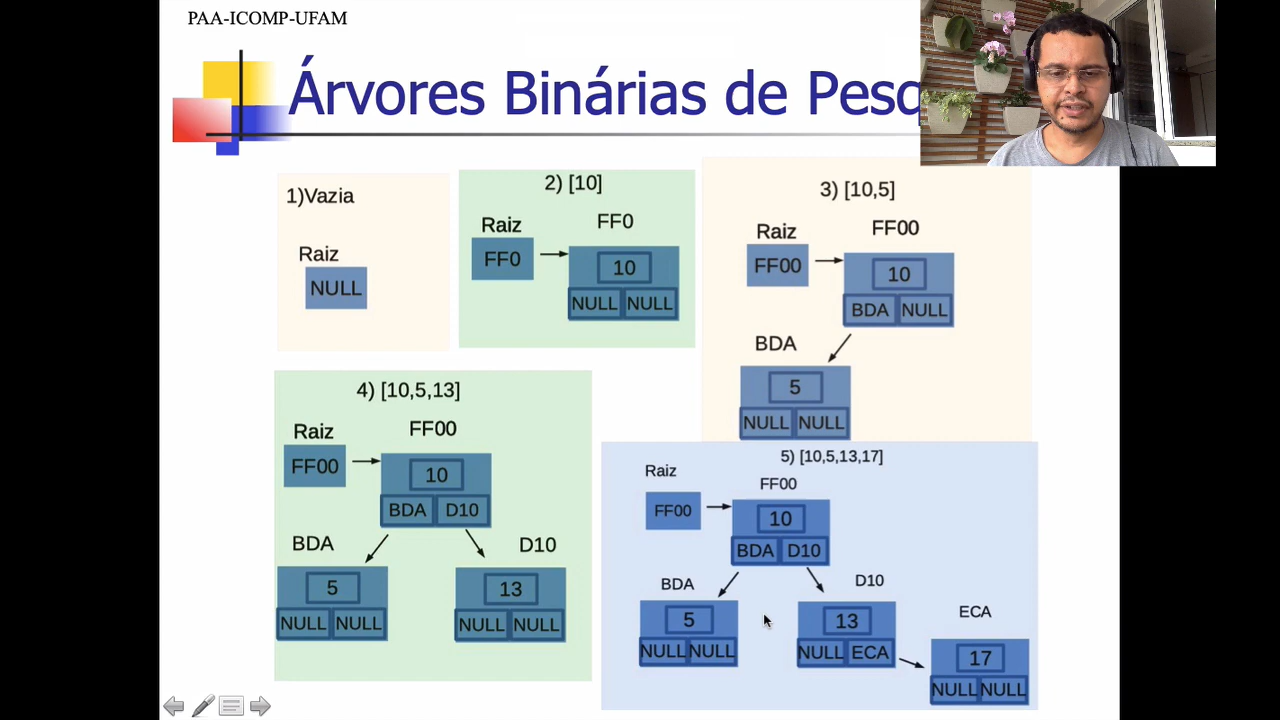 PAA-ICOMP-UFAM
Árvores Binárias de Pesq
1)Vazia
Raiz
NULL
2) [10]
Raiz
FF0
FF0
10
NULL NULL
3) [10,5]
Raiz
FF00
FF00
10
BDA NULL
BDA
5
NULL NULL
4) [10,5,13]
Raiz
FF00
FF00
10
BDA D10
BDA
5
NULL NULL
D10
13
NULL NULL
5) [10,5,13,17]
Raiz
FF00
FF00
10
BDA D10
BDA
5
NULL NULL
D10
13
NULL ECA
ECA
17
NULL NULL